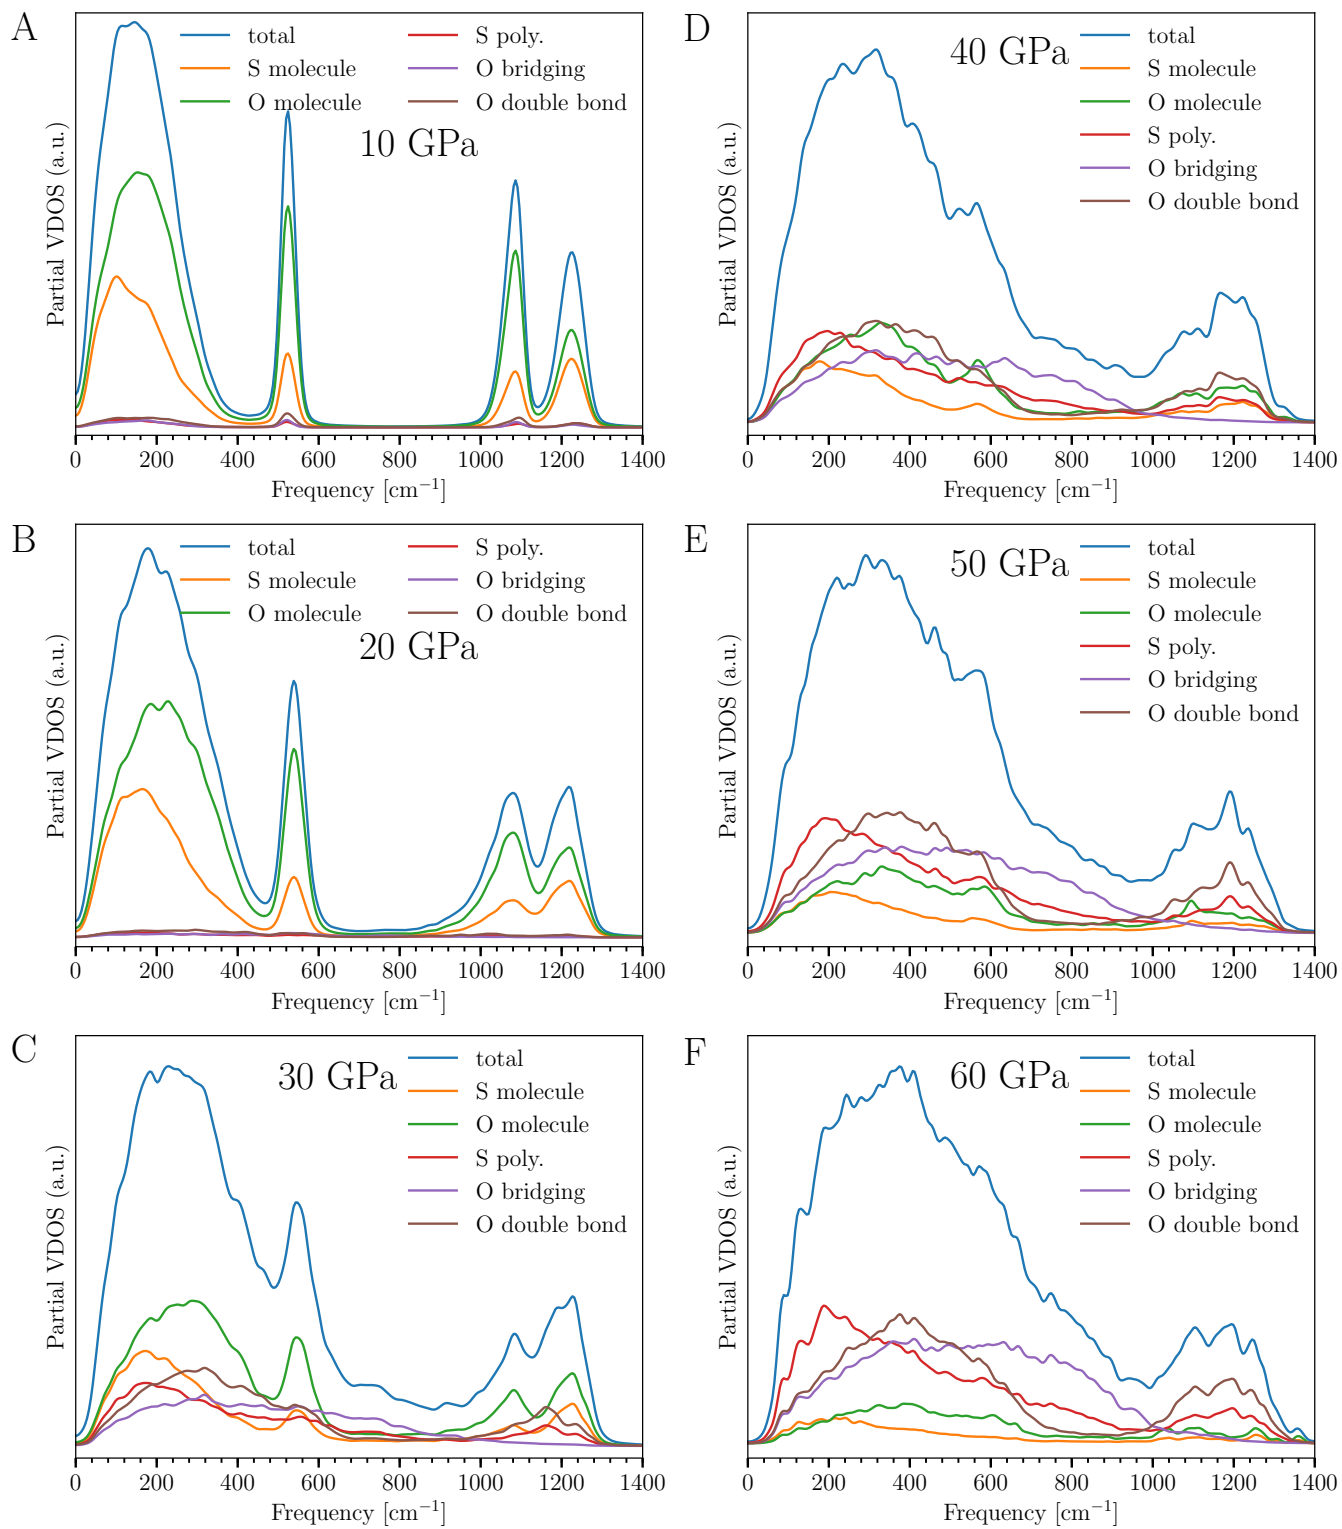 A
total
S molecule
O molecule
S poly.
O bridging
O double bond
10 GPa
Partial VDOS (a.u.)
0 200 400 600 800 1000 1200 1400
Frequency [cm⁻¹]
B
total
S molecule
O molecule
S poly.
O bridging
O double bond
20 GPa
Partial VDOS (a.u.)
0 200 400 600 800 1000 1200 1400
Frequency [cm⁻¹]
C
30 GPa
total
S molecule
O molecule
S poly.
O bridging
O double bond
Partial VDOS (a.u.)
0 200 400 600 800 1000 1200 1400
Frequency [cm⁻¹]
D
40 GPa
total
S molecule
O molecule
S poly.
O bridging
O double bond
Partial VDOS (a.u.)
0 200 400 600 800 1000 1200 1400
Frequency [cm⁻¹]
E
50 GPa
total
S molecule
O molecule
S poly.
O bridging
O double bond
Partial VDOS (a.u.)
0 200 400 600 800 1000 1200 1400
Frequency [cm⁻¹]
F
60 GPa
total
S molecule
O molecule
S poly.
O bridging
O double bond
Partial VDOS (a.u.)
0 200 400 600 800 1000 1200 1400
Frequency [cm⁻¹]